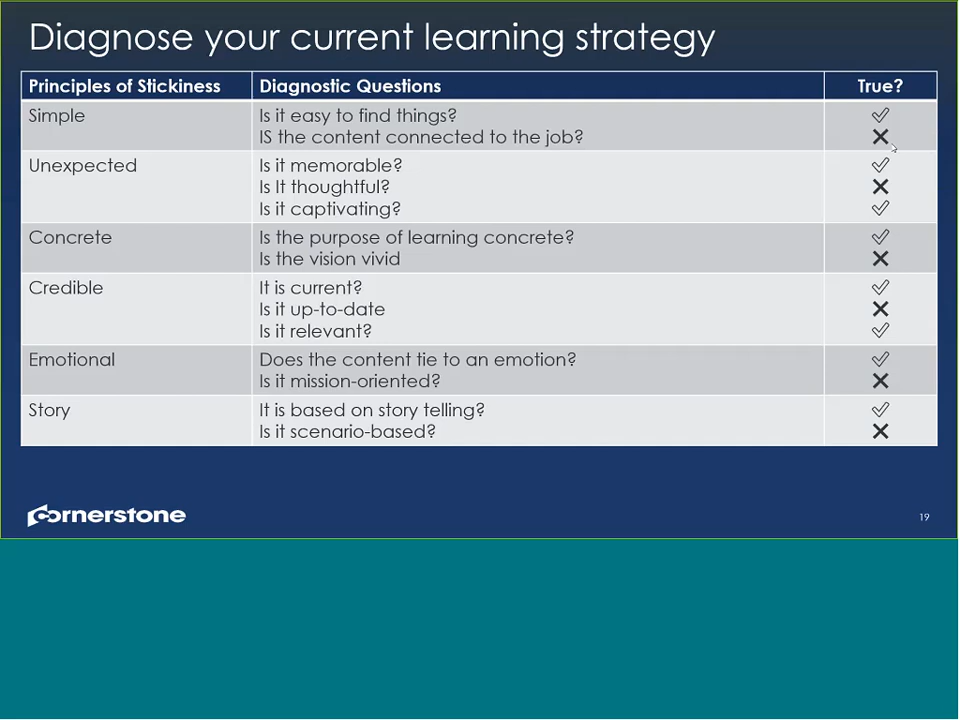 Diagnose your current learning strategy
Principles of Stickiness Diagnostic Questions True?
Simple Is it easy to find things? ✓
IS the content connected to the job? ✕
Unexpected Is it memorable? ✓
Is It thoughtful? ✕
Is it captivating? ✓
Concrete Is the purpose of learning concrete? ✓
Is the vision vivid ✕
Credible It is current? ✓
Is it up-to-date ✕
Is it relevant? ✓
Emotional Does the content tie to an emotion? ✓
Is it mission-oriented? ✕
Story It is based on story telling? ✓
Is it scenario-based? ✕
Cornerstone 19